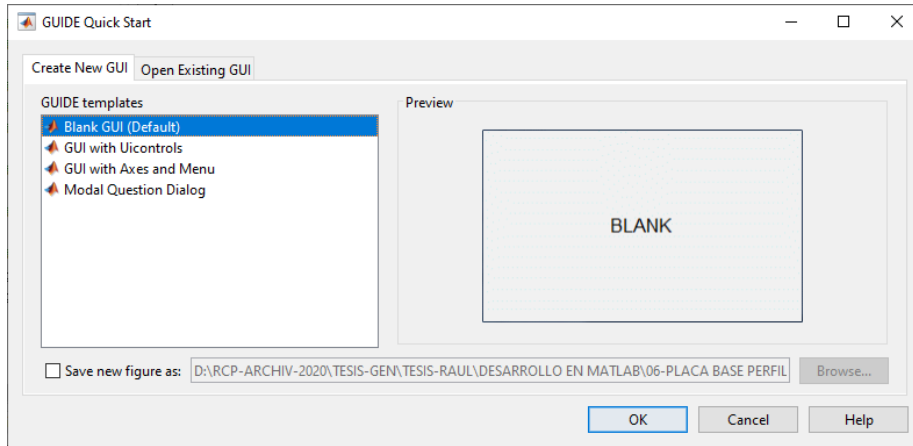 GUIDE Quick Start
Create New GUI Open Existing GUI
GUIDE templates
Preview
Blank GUI (Default)
GUI with Uicontrols
GUI with Axes and Menu
Modal Question Dialog
BLANK
Save new figure as: D:\RCP-ARCHIV-2020\TESIS-GEN\TESIS-RAUL\DESARROLLO EN MATLAB\06-PLACA BASE PERFIL Browse...
OK Cancel Help